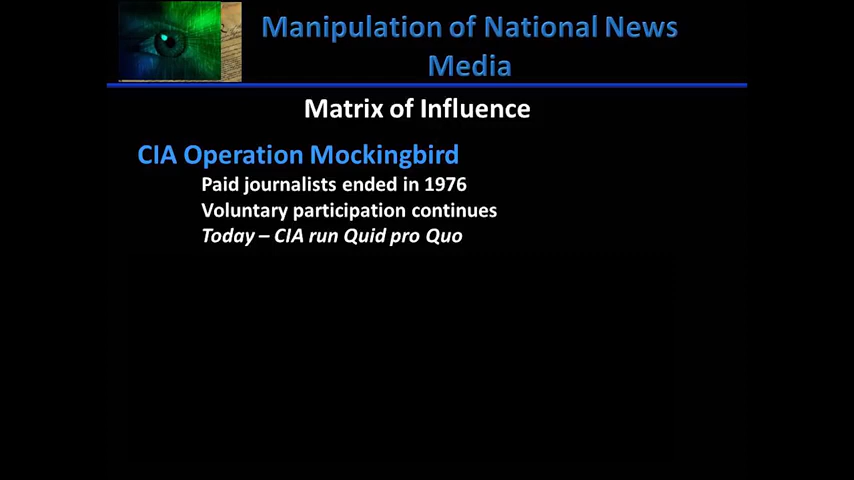 Manipulation of National News
Media
Matrix of Influence
CIA Operation Mockingbird
Paid journalists ended in 1976
Voluntary participation continues
Today – CIA run Quid pro Quo